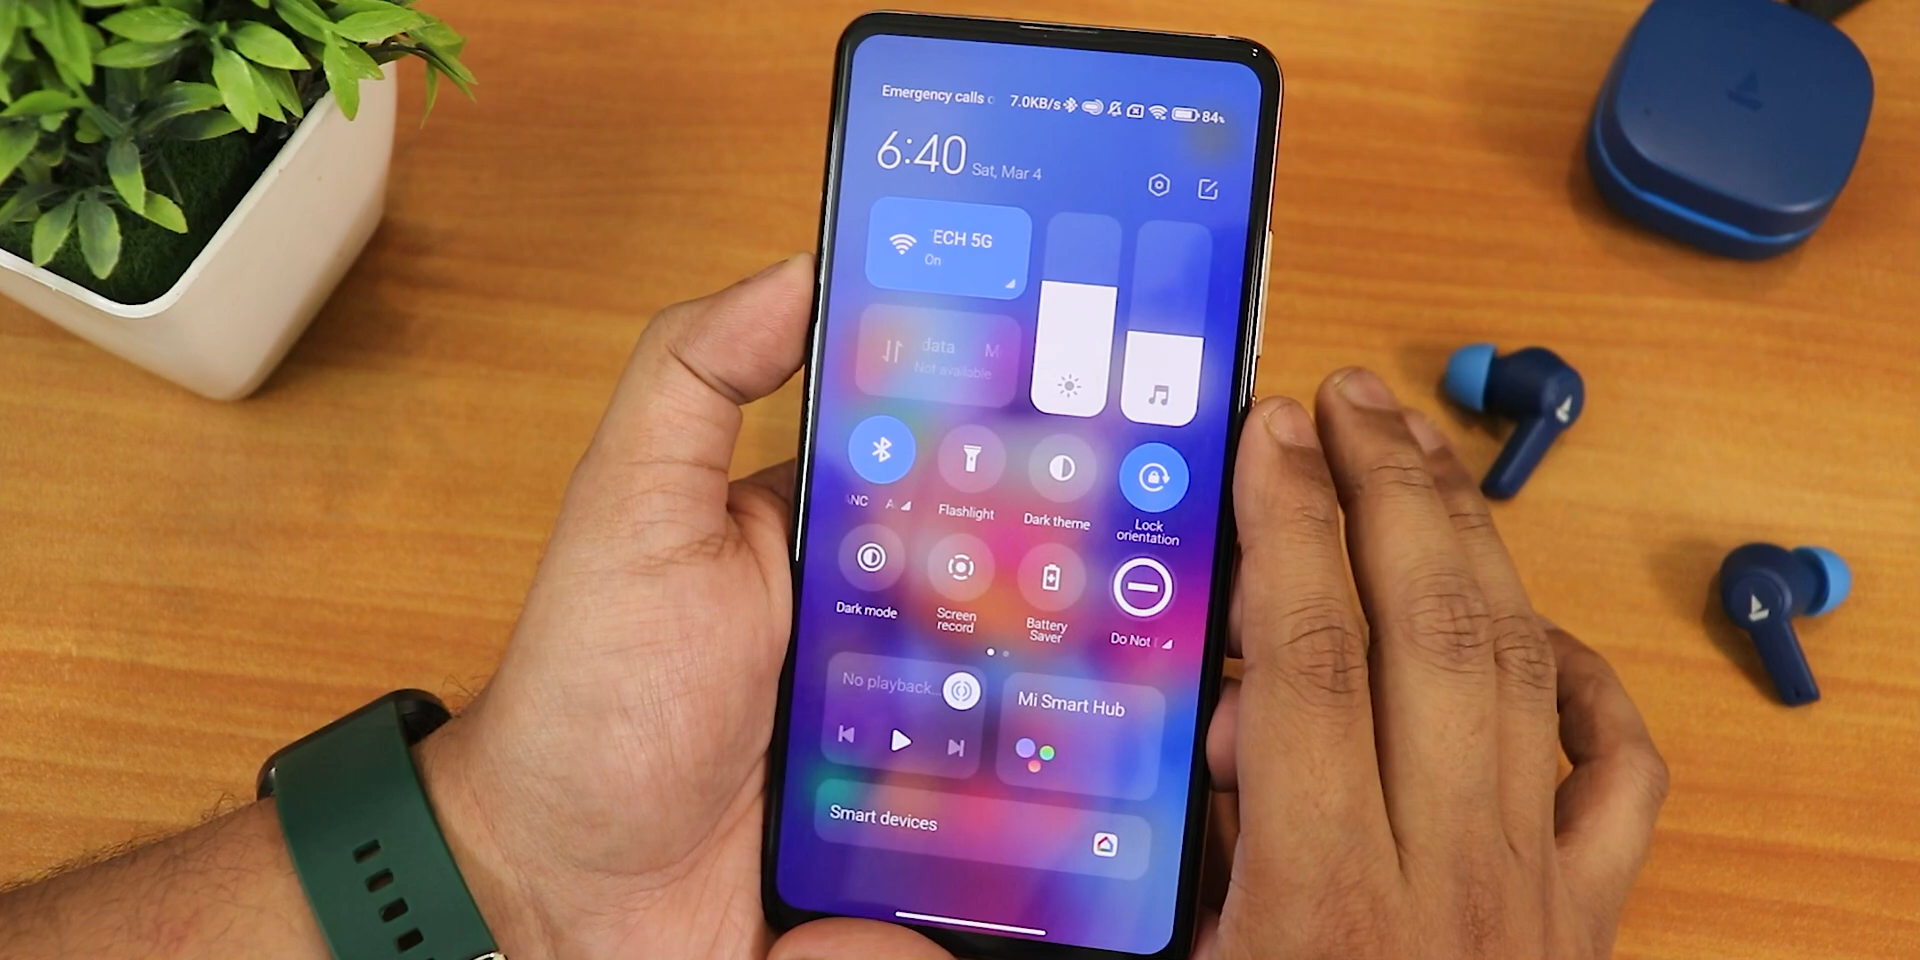 Emergency calls 7.0KB/s 84%
6:40 Sat, Mar 4
ECH 5G
On
data M
Not available
NC A
Flashlight
Dark theme
Lock
orientation
Dark mode
Screen
record
Battery
Saver
Do Not
No playback...
Mi Smart Hub
Smart devices